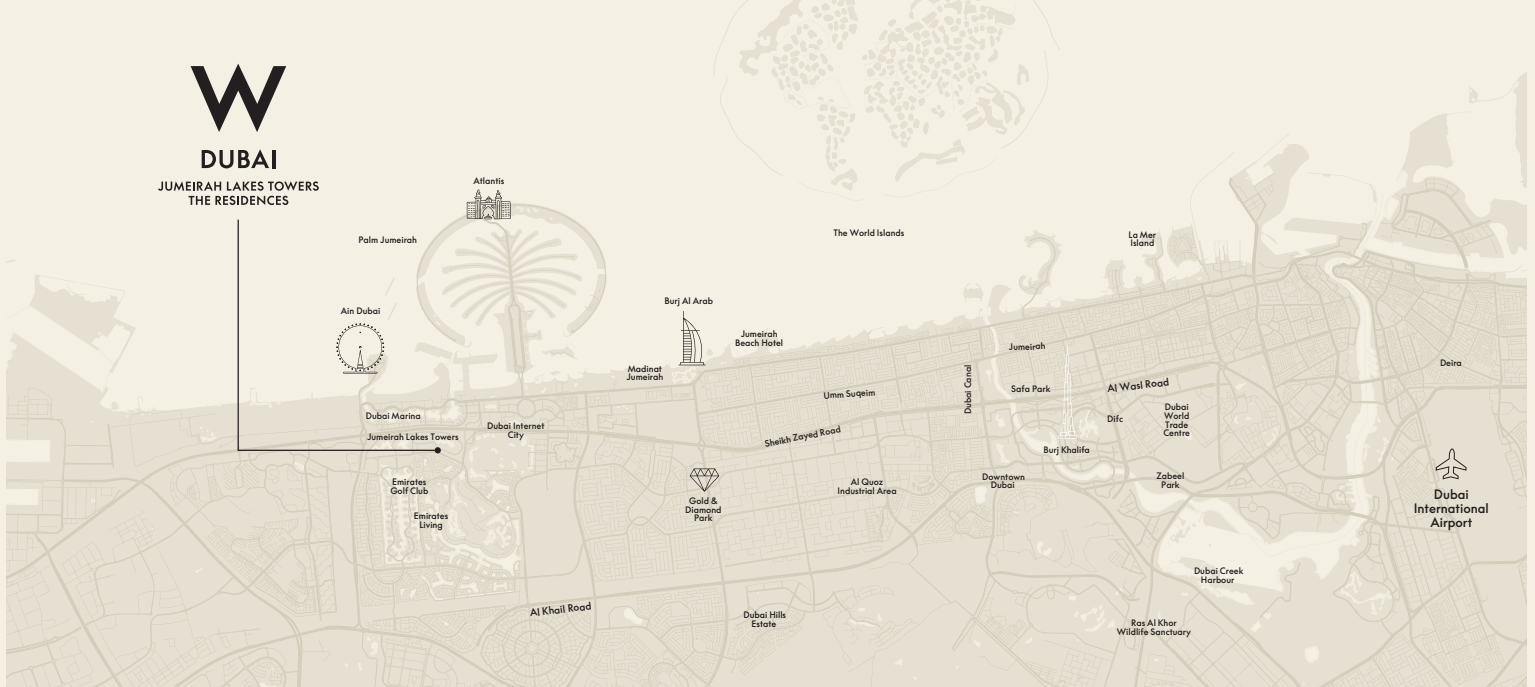 W
DUBAI
JUMEIRAH LAKES TOWERS
THE RESIDENCES
Atlantis
Palm Jumeirah
The World Islands
La Mer
Island
Ain Dubai
Burj Al Arab
Jumeirah
Beach Hotel
Madinat
Jumeirah
Jumeirah
Deira
Umm Suqeim
Dubai Canal
Safa Park
Al Wasl Road
Dubai Marina
Jumeirah Lakes Towers
Dubai Internet
City
Sheikh Zayed Road
Difc
Dubai
World
Trade
Centre
Burj Khalifa
Emirates
Golf Club
Emirates
Living
Gold &
Diamond
Park
Al Quoz
Industrial Area
Downtown
Dubai
Zabeel
Park
Dubai
International
Airport
Dubai Creek
Harbour
Al Khail Road
Dubai Hills
Estate
Ras Al Khor
Wildlife Sanctuary